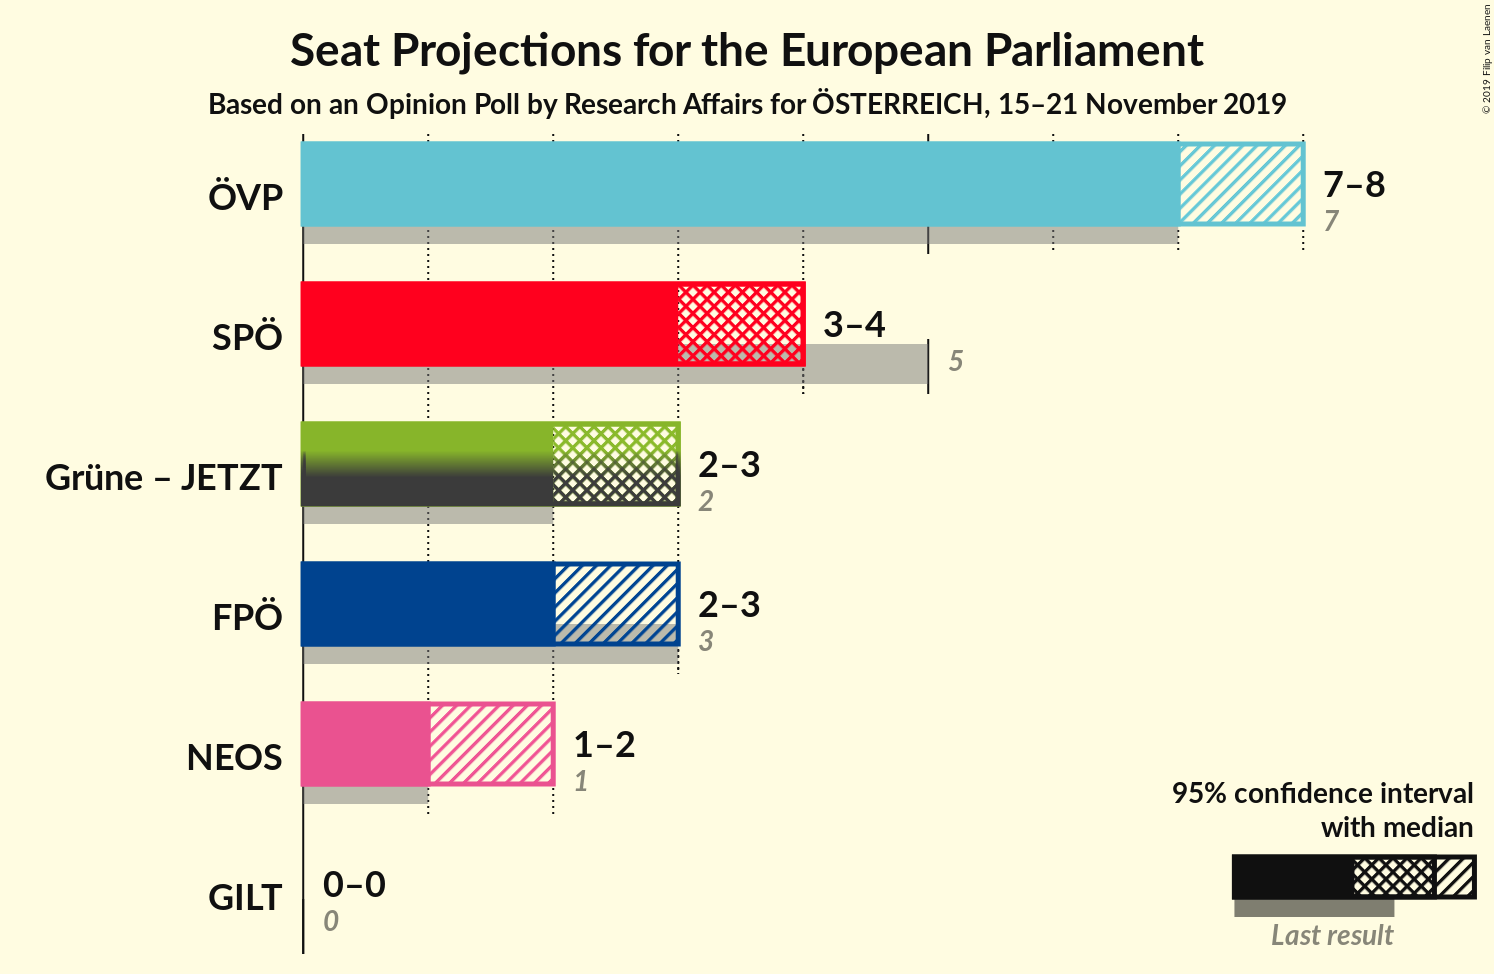 Seat Projections for the European Parliament
Based on an Opinion Poll by Research Affairs for ÖSTERREICH, 15–21 November 2019
© 2019 Filip van Laenen
ÖVP
7–8
7
SPÖ
3–4
5
Grüne – JETZT
2–3
2
FPÖ
2–3
3
NEOS
1–2
1
GILT
0–0
0
95% confidence interval
with median
Last result